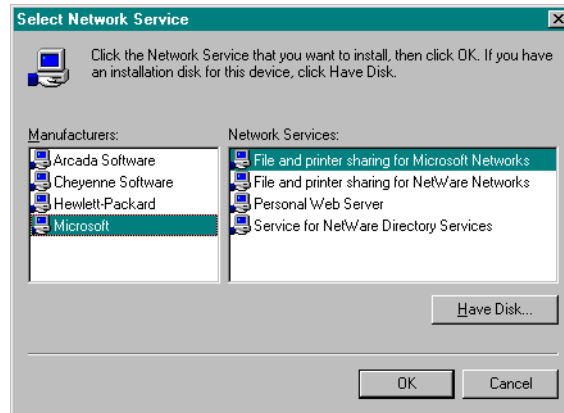 Select Network Service
Click the Network Service that you want to install, then click OK. If you have
an installation disk for this device, click Have Disk.
Manufacturers:
Arcada Software
Cheyenne Software
Hewlett-Packard
Microsoft
Network Services:
File and printer sharing for Microsoft Networks
File and printer sharing for NetWare Networks
Personal Web Server
Service for NetWare Directory Services
Have Disk...
OK
Cancel